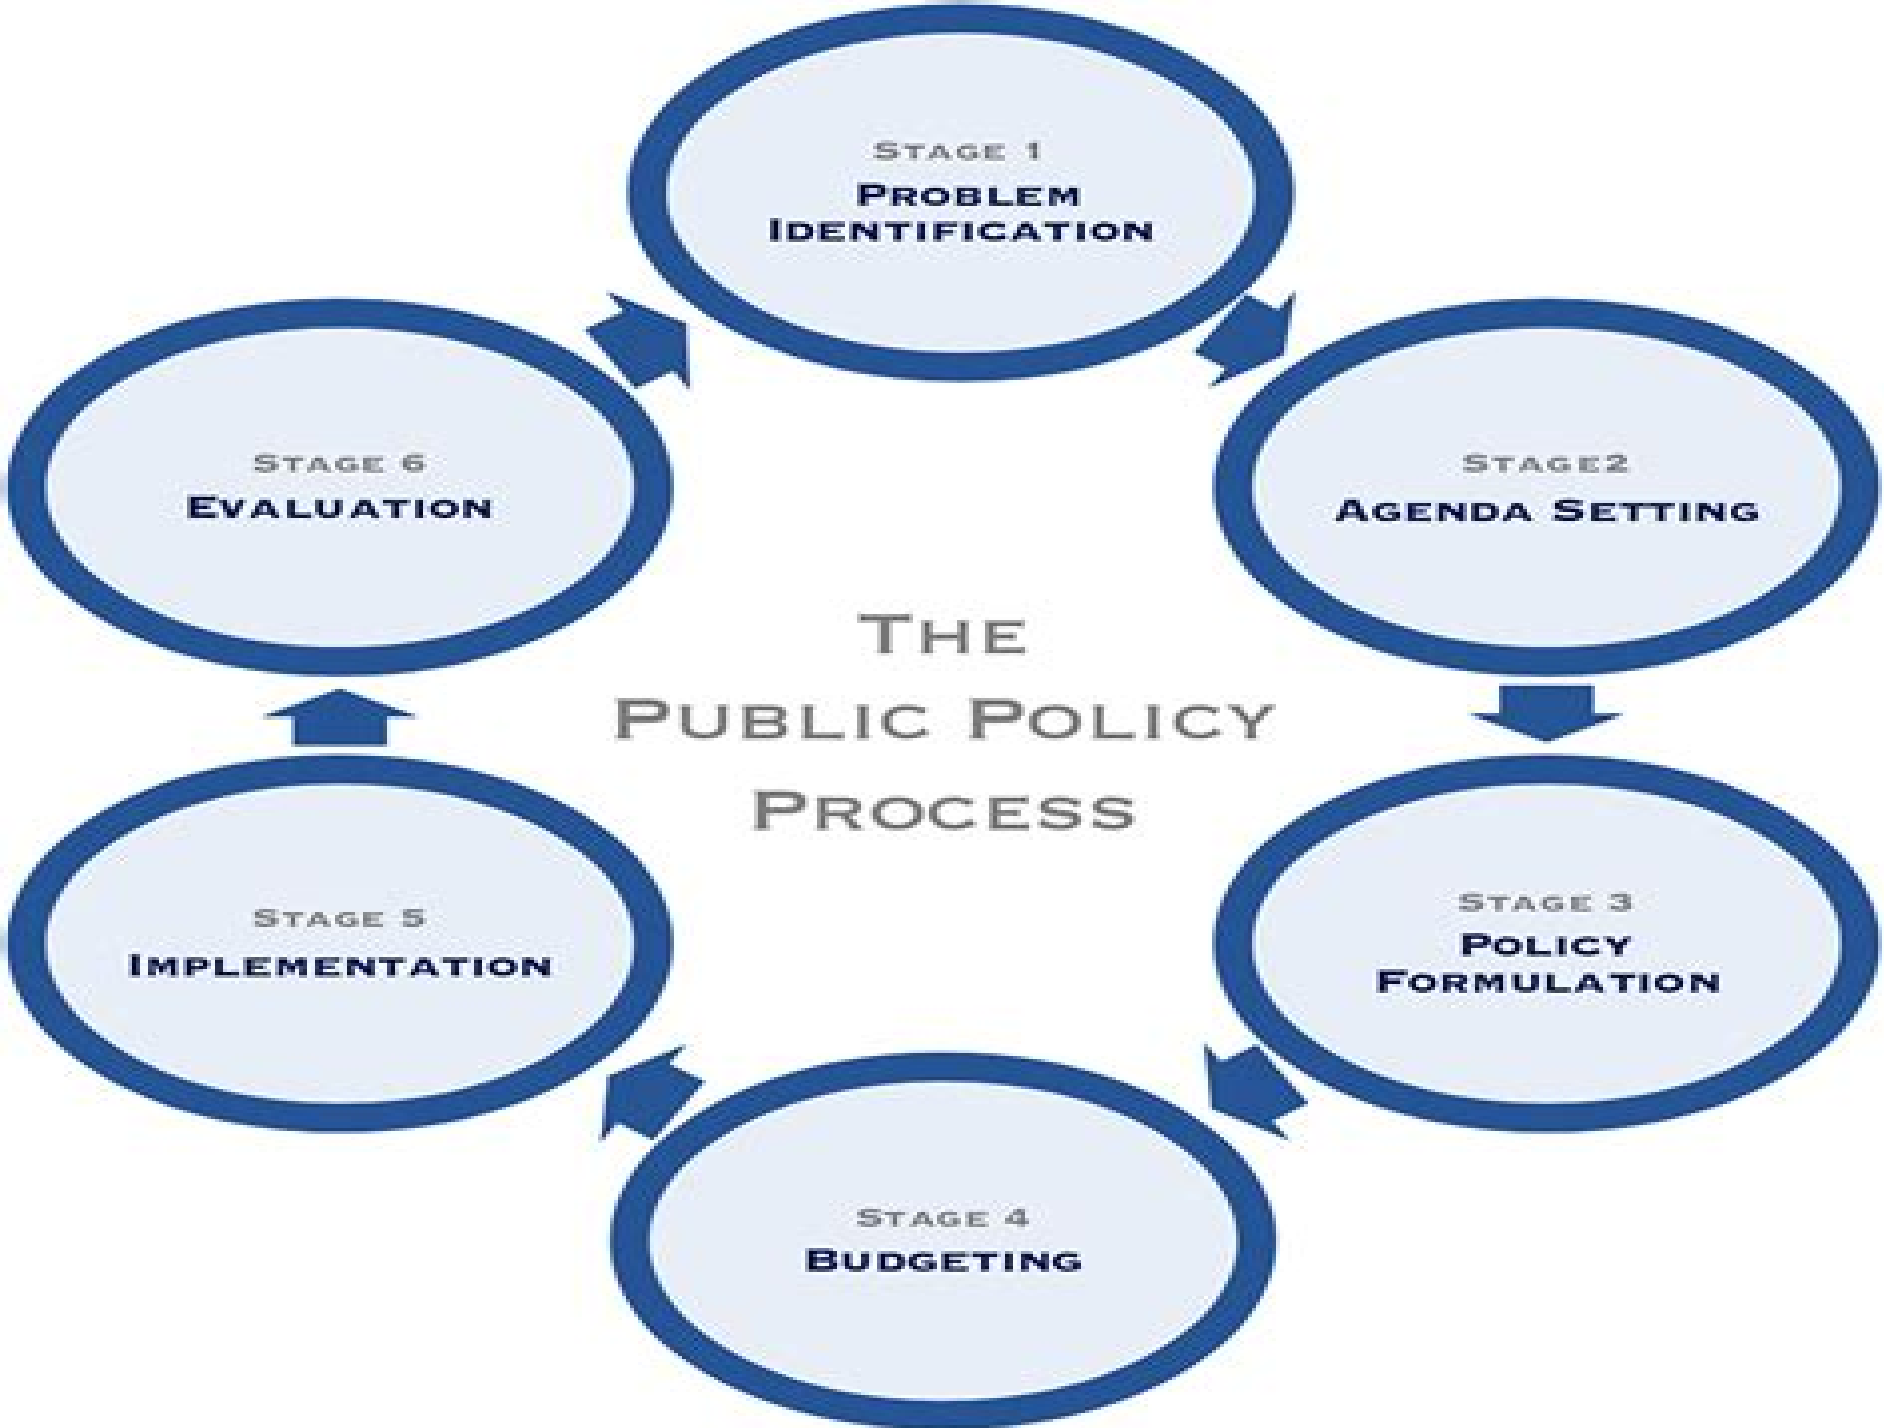 Stage 1
Problem
Identification
Stage2
Agenda Setting
Stage 3
Policy
Formulation
Stage 4
Budgeting
Stage 5
Implementation
Stage 6
Evaluation
The
Public Policy
Process